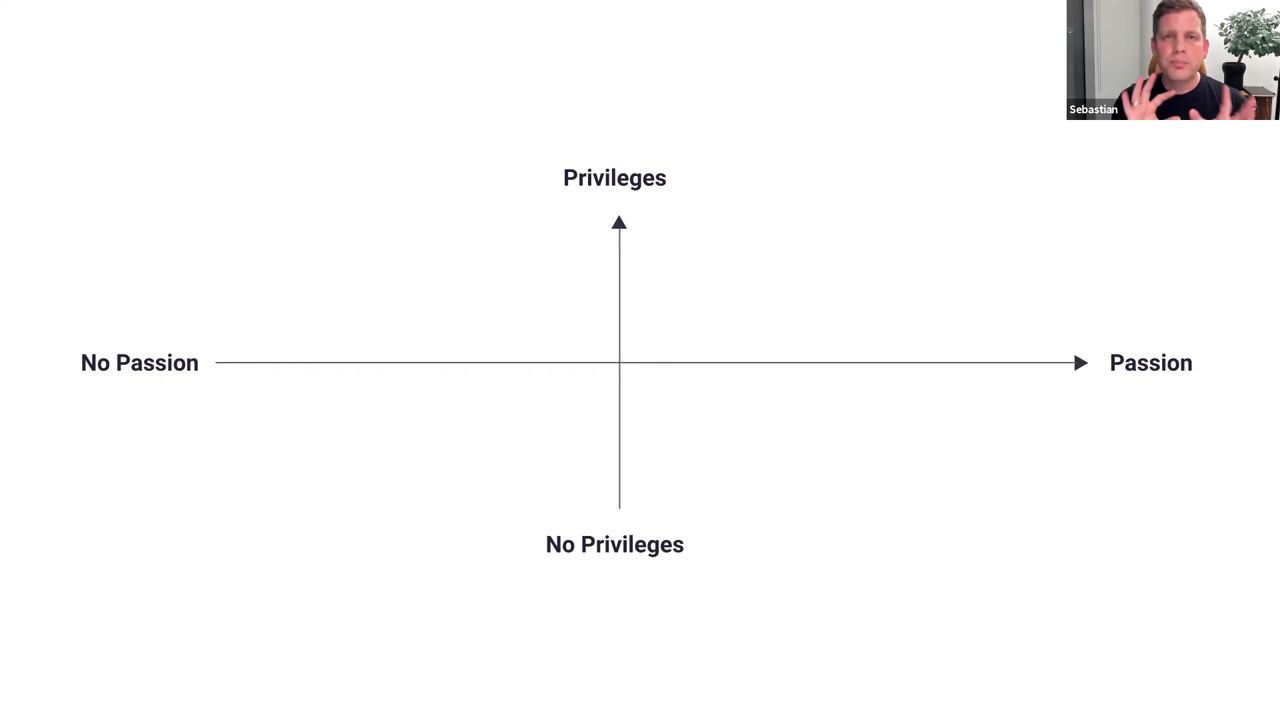 Sebastian
Privileges
No Passion
Passion
No Privileges